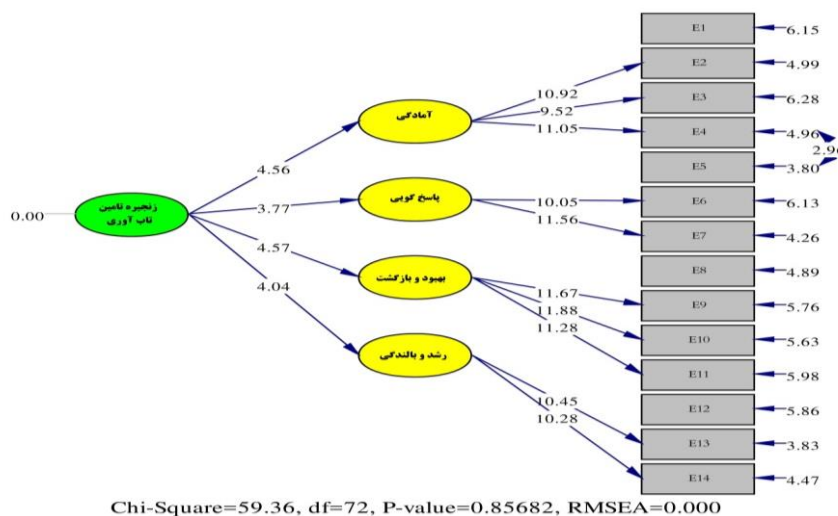 E1
6.15
E2
4.99
10.92
E3
6.28
9.52
آمادگی
E4
4.96
11.05
2.96
E5
3.80
4.56
پاسخ گویی
E6
6.13
10.05
زنجیره تامین
تاب آوری
0.00
3.77
E7
4.26
11.56
E8
4.89
4.57
بهبود و بازگشت
E9
5.76
11.67
4.04
E10
5.63
11.88
رشد و بالندگی
E11
5.98
11.28
E12
5.86
10.45
E13
3.83
10.28
E14
4.47
Chi-Square=59.36, df=72, P-value=0.85682, RMSEA=0.000